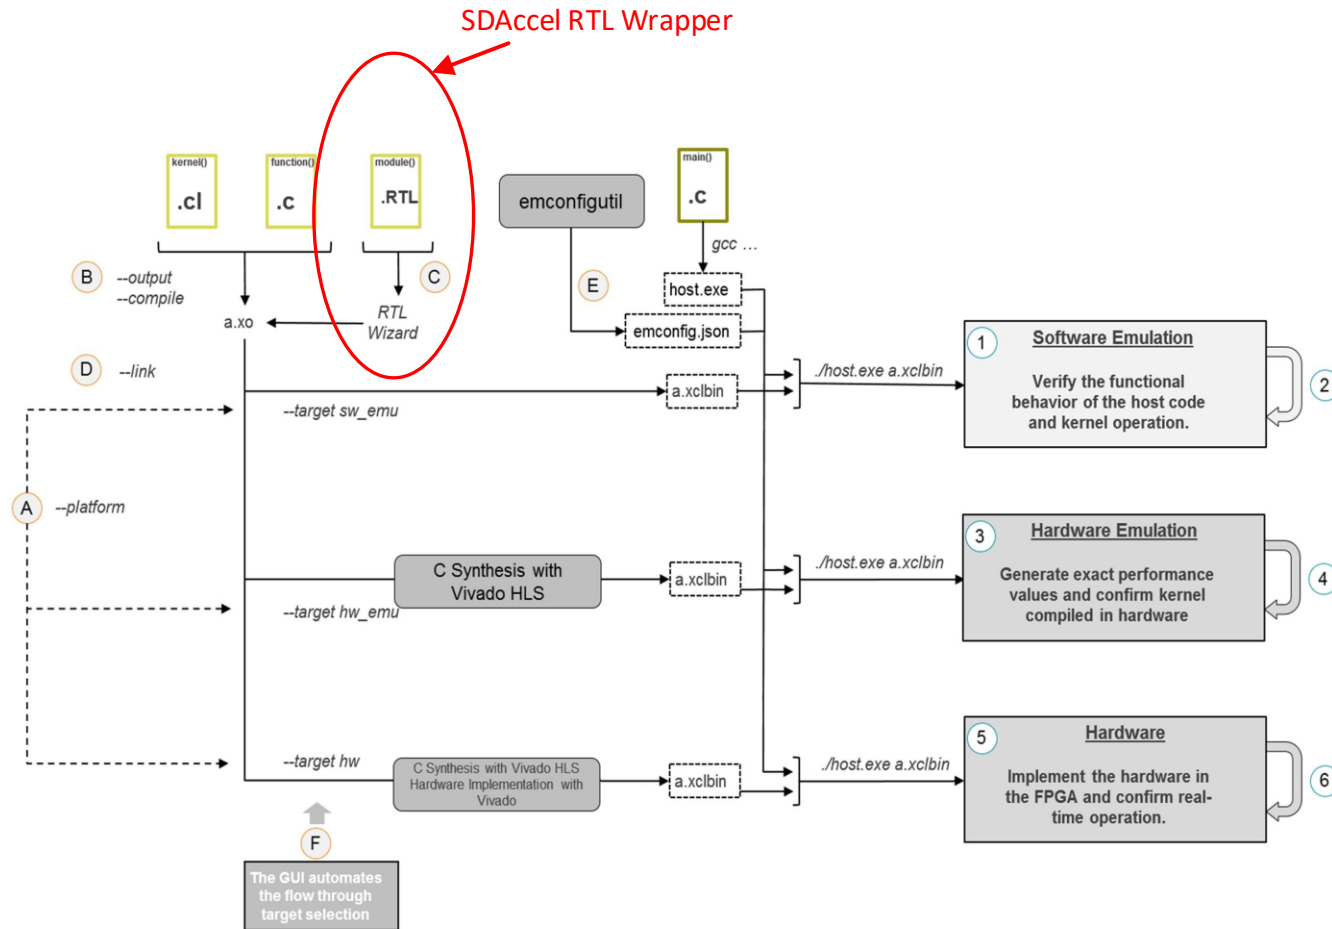 SDAccel RTL Wrapper
kernel()
.cl
function()
.c
module()
.RTL
emconfigutil
main()
.c
gcc ...
B
--output
--compile
C
E
host.exe
a.xo
RTL
Wizard
emconfig.json
D
--link
--target sw_emu
a.xclbin
./host.exe a.xclbin
1
Software Emulation
Verify the functional
behavior of the host code
and kernel operation.
2
A
--platform
C Synthesis with
Vivado HLS
--target hw_emu
a.xclbin
./host.exe a.xclbin
3
Hardware Emulation
Generate exact performance
values and confirm kernel
compiled in hardware
4
--target hw
C Synthesis with Vivado HLS
Hardware Implementation with
Vivado
a.xclbin
./host.exe a.xclbin
5
Hardware
Implement the hardware in
the FPGA and confirm real-
time operation.
6
F
The GUI automates
the flow through
target selection